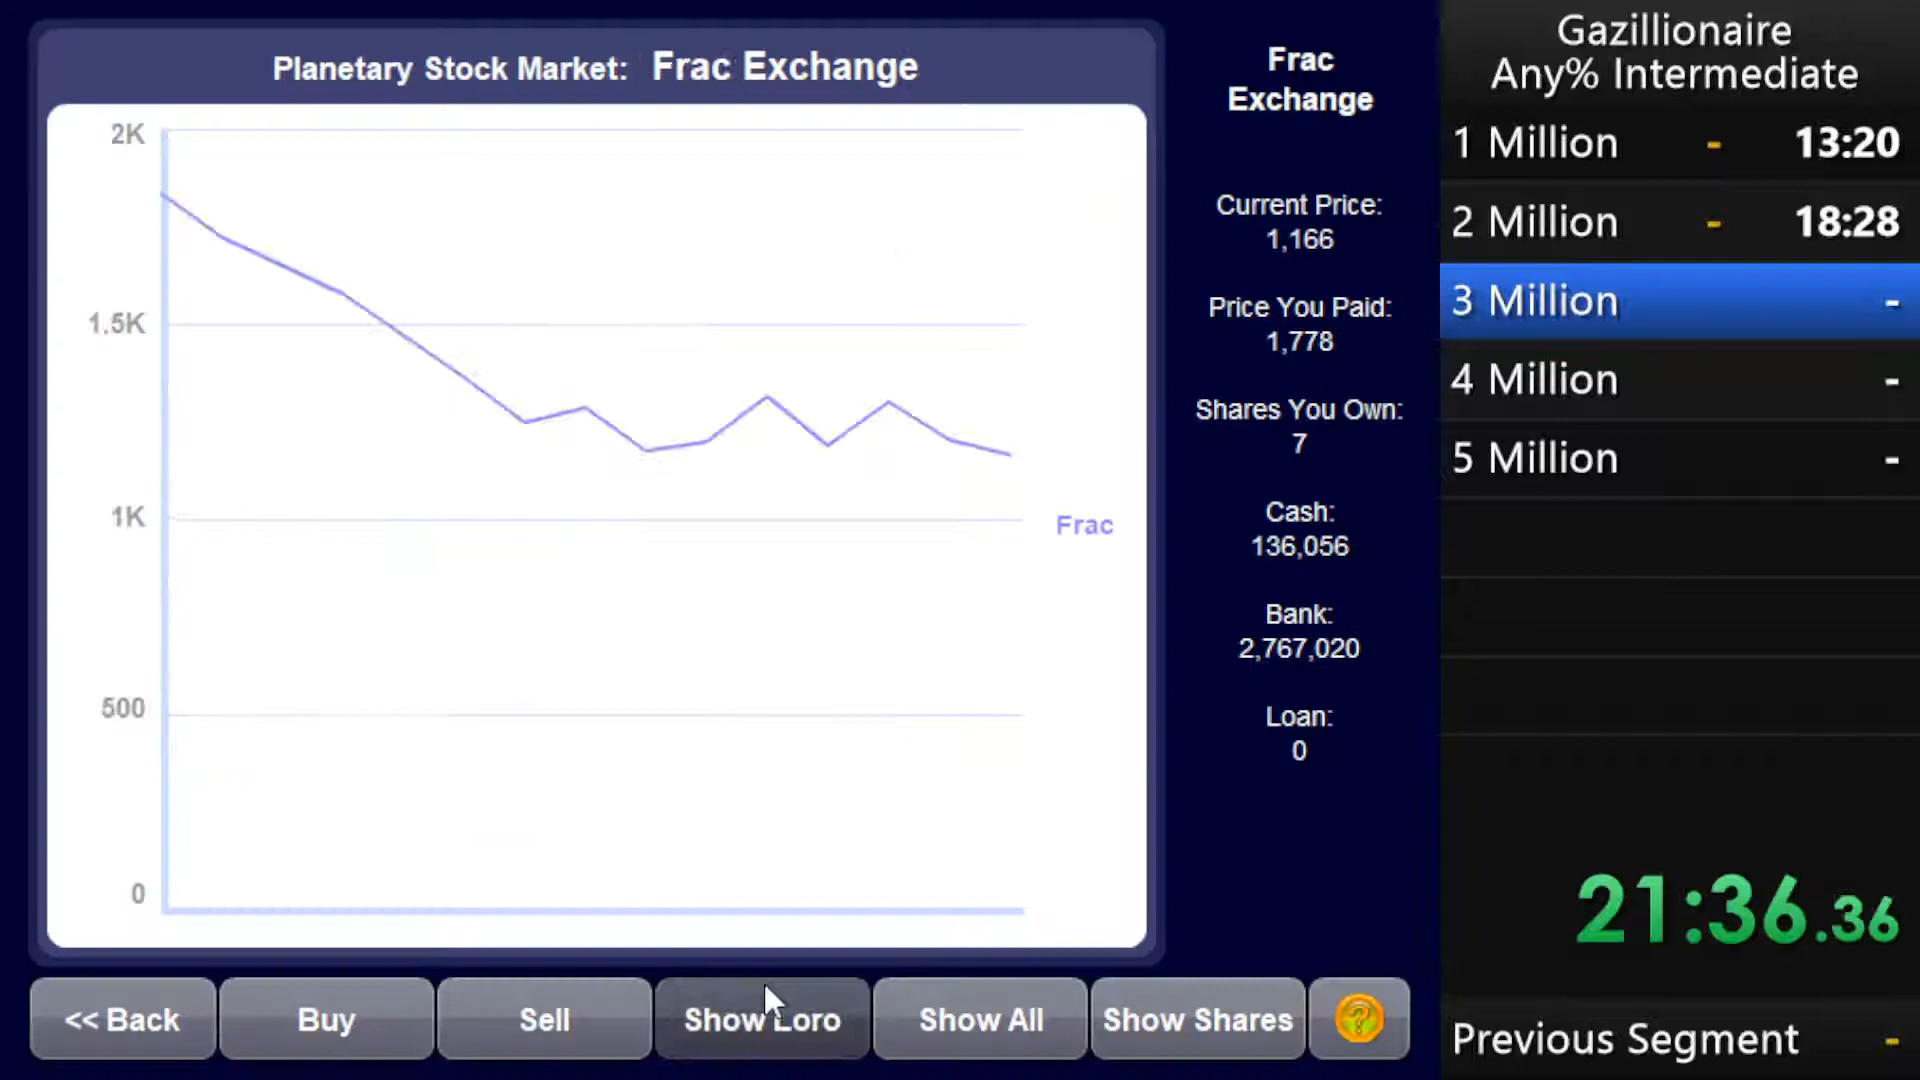 Planetary Stock Market: Frac Exchange
2K
1.5K
1K
500
0
Frac
Frac
Exchange
Current Price:
1,166
Price You Paid:
1,778
Shares You Own:
7
Cash:
136,056
Bank:
2,767,020
Loan:
0
<< Back
Buy
Sell
Show Loro
Show All
Show Shares
?
Gazillionaire
Any% Intermediate
1 Million - 13:20
2 Million - 18:28
3 Million -
4 Million -
5 Million -
21:36.36
Previous Segment -